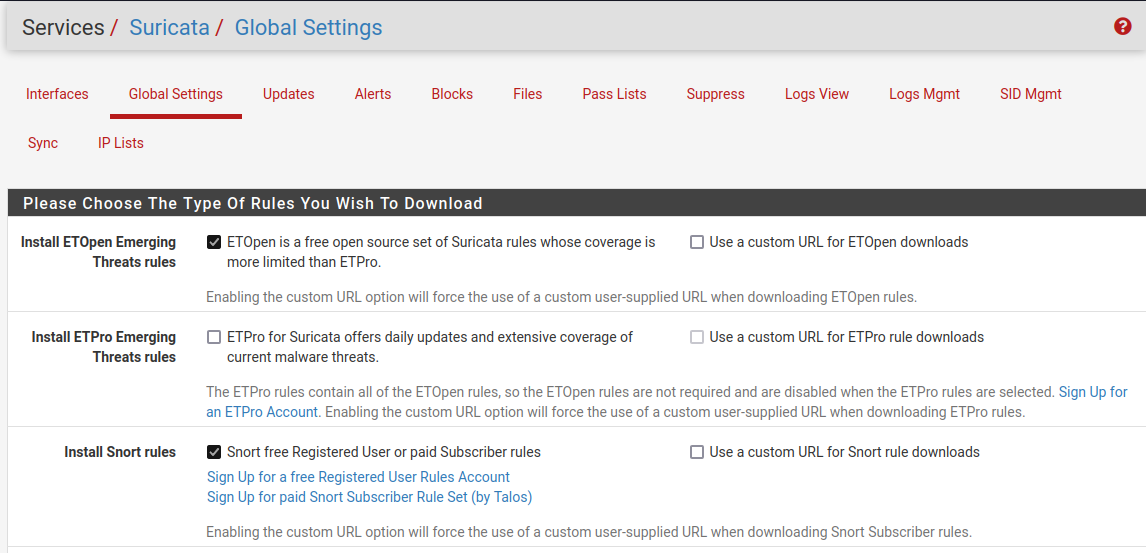 Services / Suricata / Global Settings ?
Interfaces Global Settings Updates Alerts Blocks Files Pass Lists Suppress Logs View Logs Mgmt SID Mgmt
Sync IP Lists
Please Choose The Type Of Rules You Wish To Download
Install ETOpen Emerging Threats rules
ETOpen is a free open source set of Suricata rules whose coverage is
more limited than ETPro.
Use a custom URL for ETOpen downloads
Enabling the custom URL option will force the use of a custom user-supplied URL when downloading ETOpen rules.
Install ETPro Emerging
Threats rules
ETPro for Suricata offers daily updates and extensive coverage of
current malware threats.
Use a custom URL for ETPro rule downloads
The ETPro rules contain all of the ETOpen rules, so the ETOpen rules are not required and are disabled when the ETPro rules are selected. Sign Up for
an ETPro Account. Enabling the custom URL option will force the use of a custom user-supplied URL when downloading ETPro rules.
Install Snort rules
Snort free Registered User or paid Subscriber rules
Use a custom URL for Snort rule downloads
Sign Up for a free Registered User Rules Account
Sign Up for paid Snort Subscriber Rule Set (by Talos)
Enabling the custom URL option will force the use of a custom user-supplied URL when downloading Snort Subscriber rules.